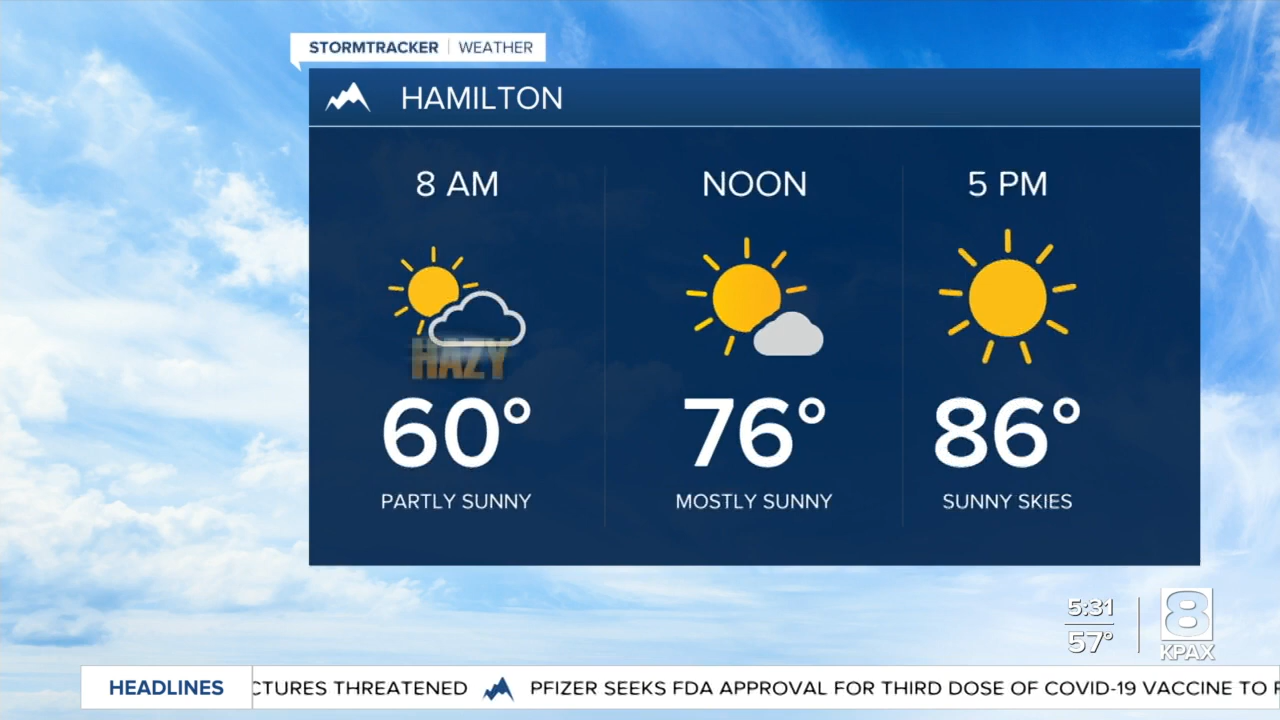 STORMTRACKER | WEATHER
HAMILTON
8 AM
NOON
5 PM
HAZY
60°
76°
86°
PARTLY SUNNY
MOSTLY SUNNY
SUNNY SKIES
5:31
57°
8
KPAX
HEADLINES
THREATENED PFIZER SEEKS FDA APPROVAL FOR THIRD DOSE OF COVID-19 VACCINE TO